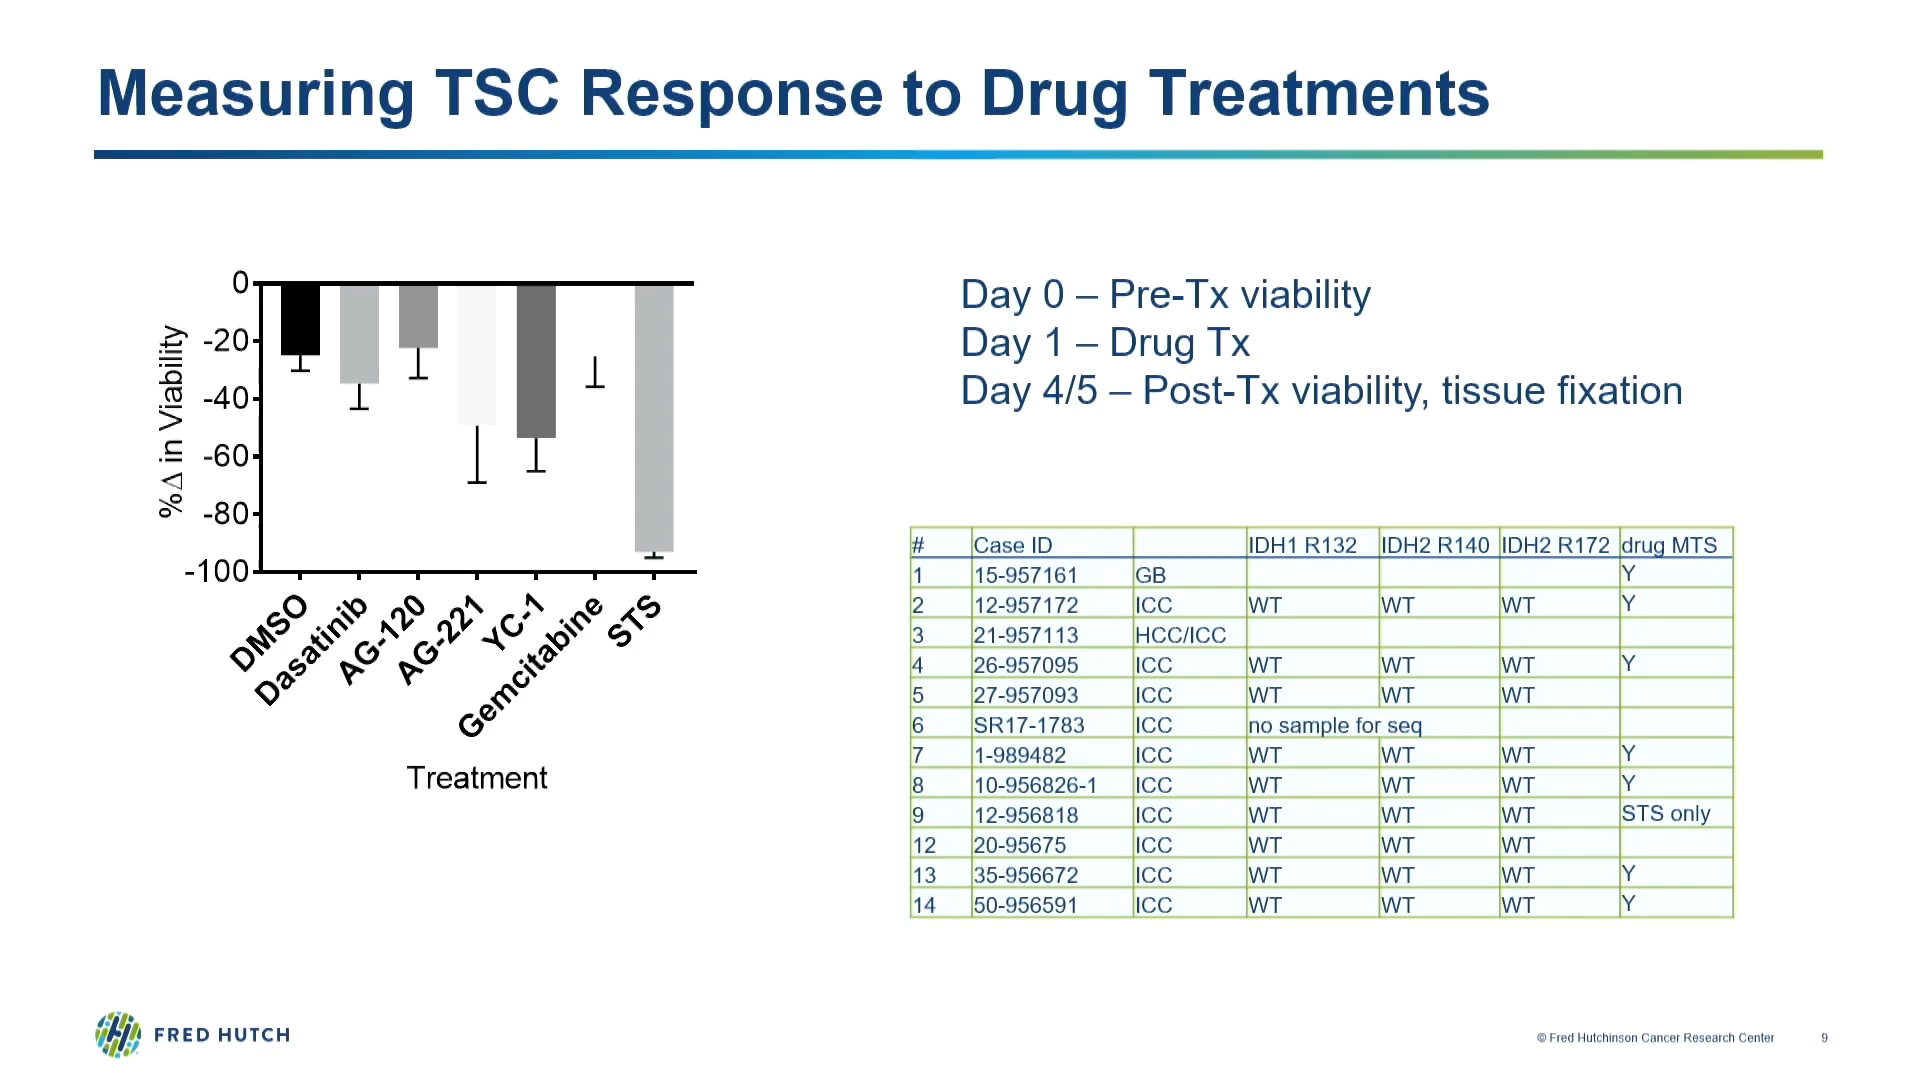 Measuring TSC Response to Drug Treatments
0
-20
-40
-60
-80
-100
%Δ in Viability
DMSO
Dasatinib
AG-120
AG-221
YC-1
Gemcitabine
STS
Treatment
Day 0 – Pre-Tx viability
Day 1 – Drug Tx
Day 4/5 – Post-Tx viability, tissue fixation
# Case ID IDH1 R132 IDH2 R140 IDH2 R172 drug MTS
1 15-957161 GB Y
2 12-957172 ICC WT WT WT Y
3 21-957113 HCC/ICC
4 26-957095 ICC WT WT WT Y
5 27-957093 ICC WT WT WT
6 SR17-1783 ICC no sample for seq
7 1-989482 ICC WT WT WT Y
8 10-956826-1 ICC WT WT WT Y
9 12-956818 ICC WT WT WT STS only
12 20-95675 ICC WT WT WT
13 35-956672 ICC WT WT WT Y
14 50-956591 ICC WT WT WT Y
FRED HUTCH
© Fred Hutchinson Cancer Research Center 9